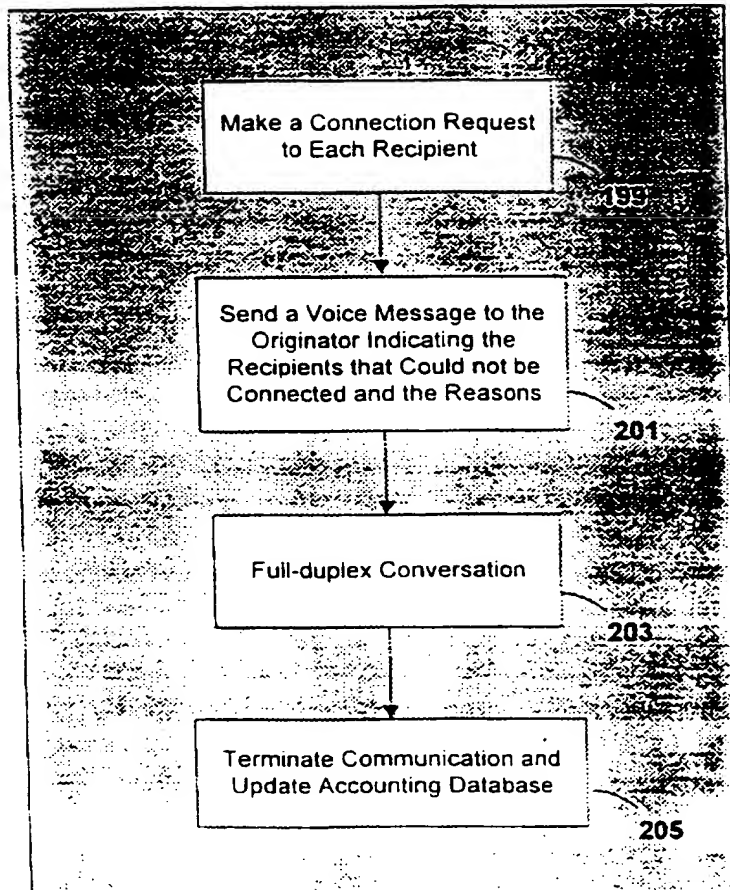 Make a Connection Request
to Each Recipient
199
Send a Voice Message to the
Originator Indicating the
Recipients that Could not be
Connected and the Reasons
201
Full-duplex Conversation
203
Terminate Communication and
Update Accounting Database
205